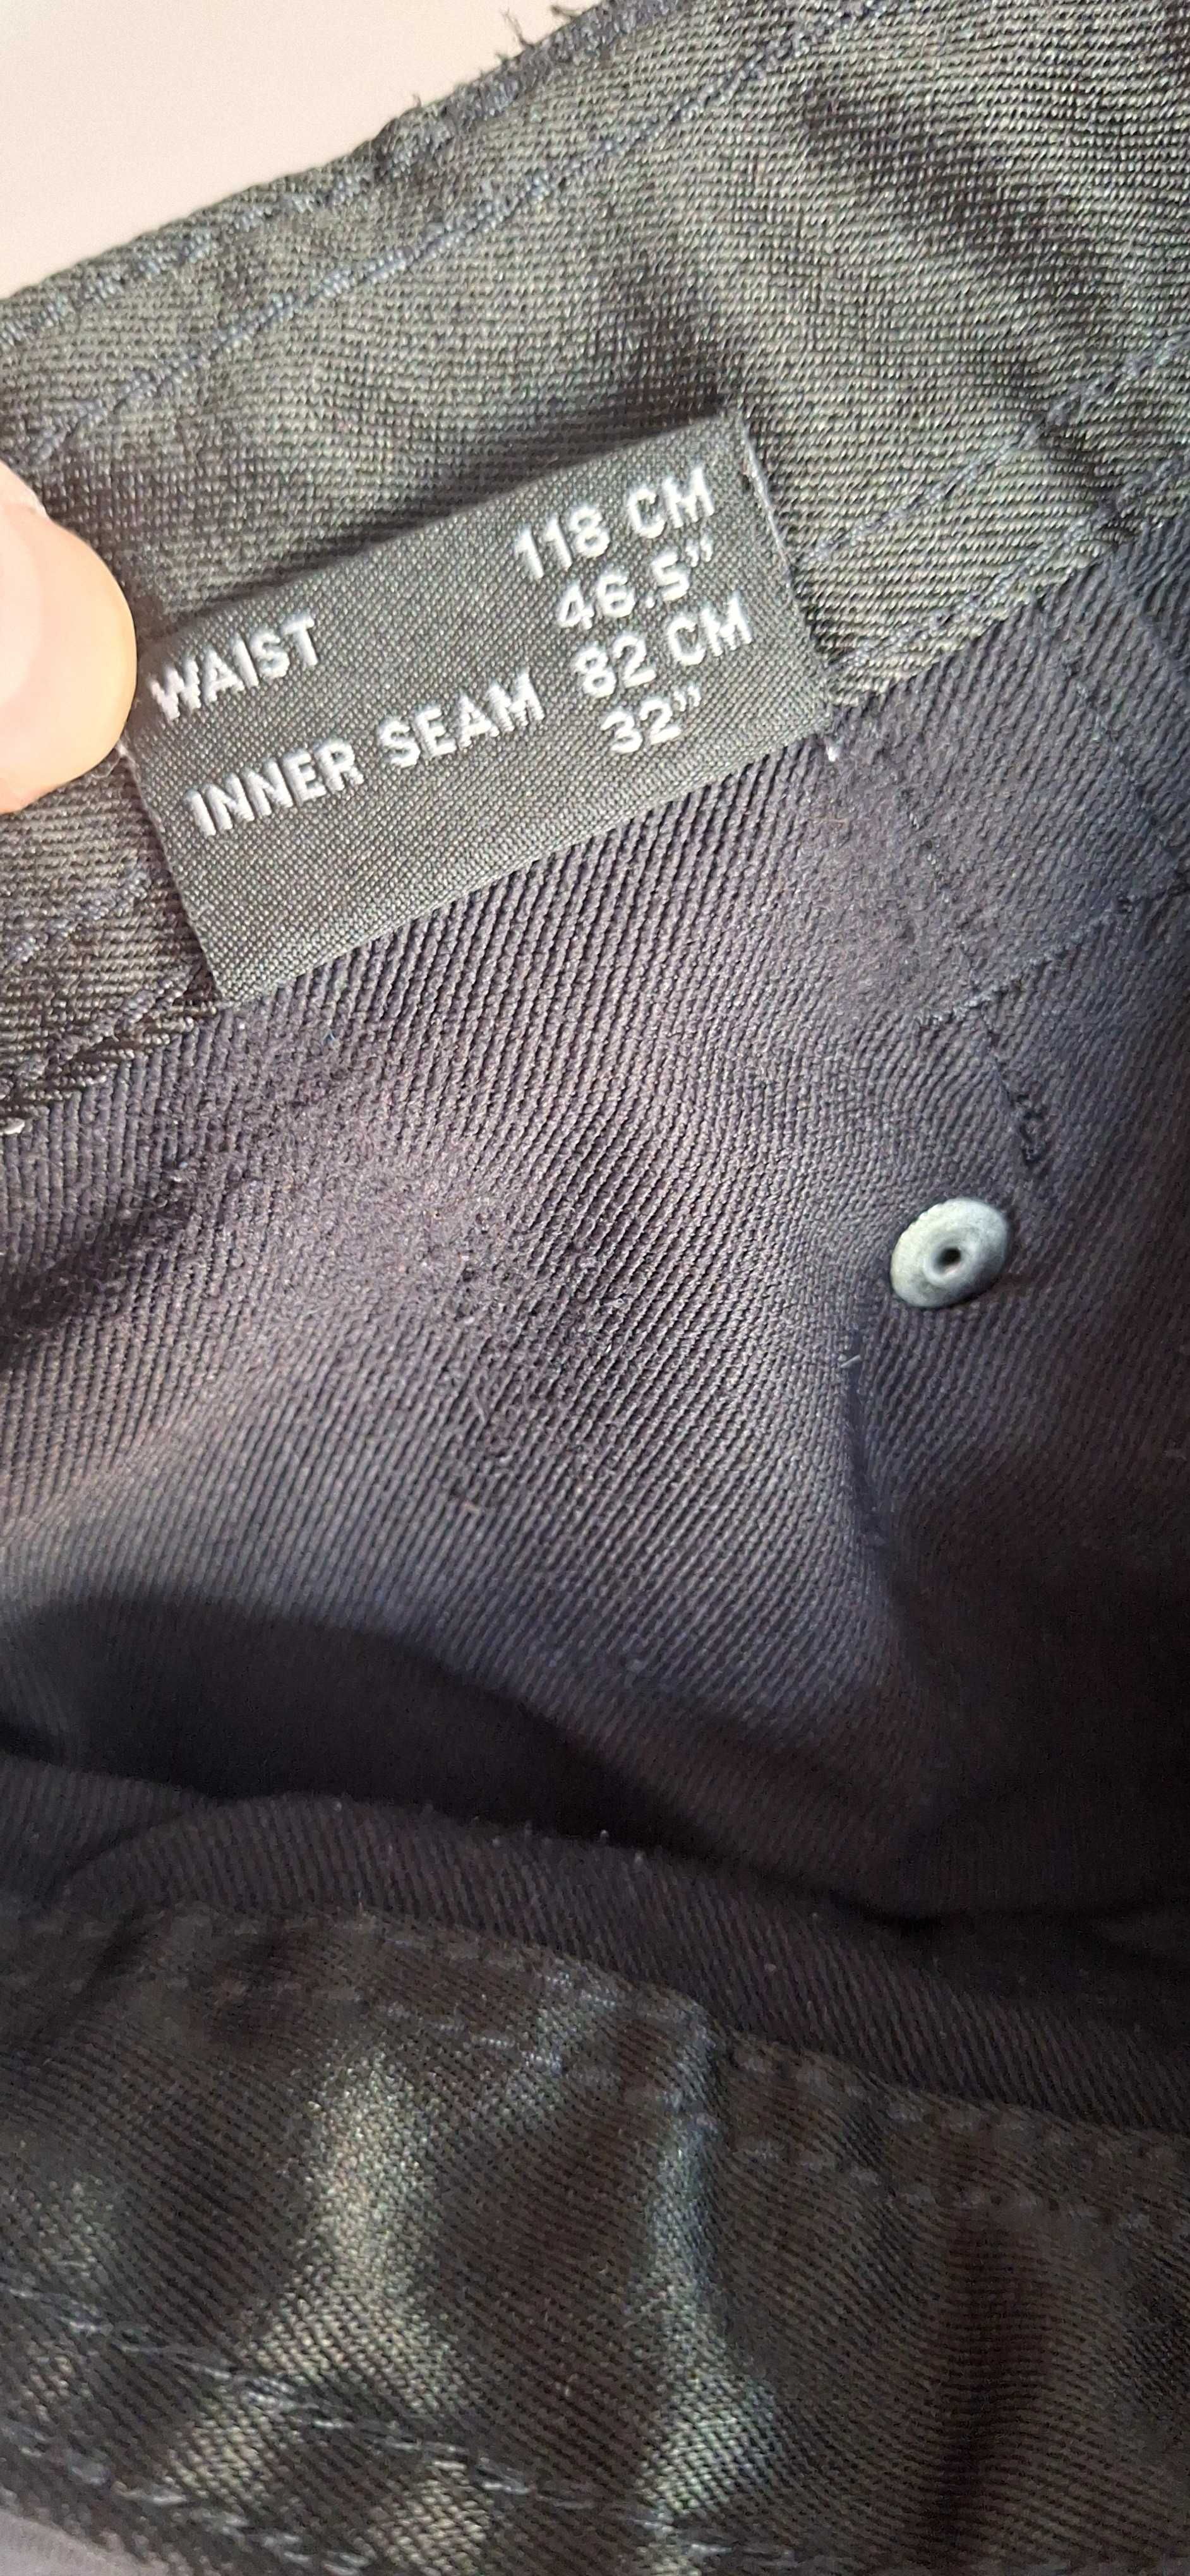 WAIST 118 CM
46.5"
INNER SEAM 82 CM
32"